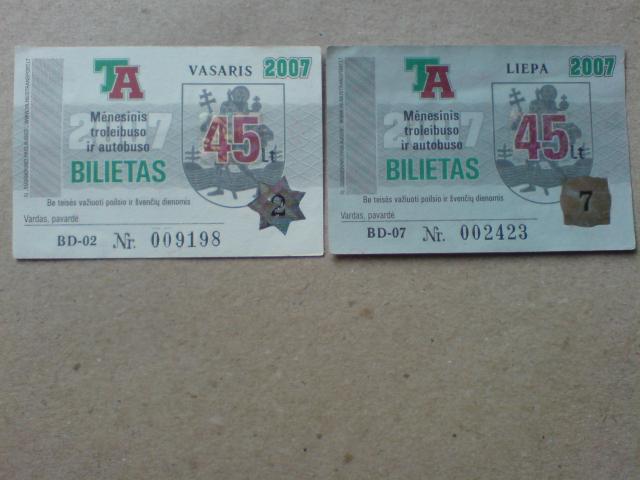 TA
VASARIS 2007
Mėnesinis
troleibuso
ir autobuso
2007
45 Lt
BILIETAS
Be teisės važiuoti poilsio ir švenčių dienomis
2
Vardas, pavardė
BD-02 Nr. 009198
TA
LIEPA 2007
Mėnesinis
troleibuso
ir autobuso
2007
45 Lt
BILIETAS
Be teisės važiuoti poilsio ir švenčių dienomis
7
Vardas, pavardė
BD-07 Nr. 002423